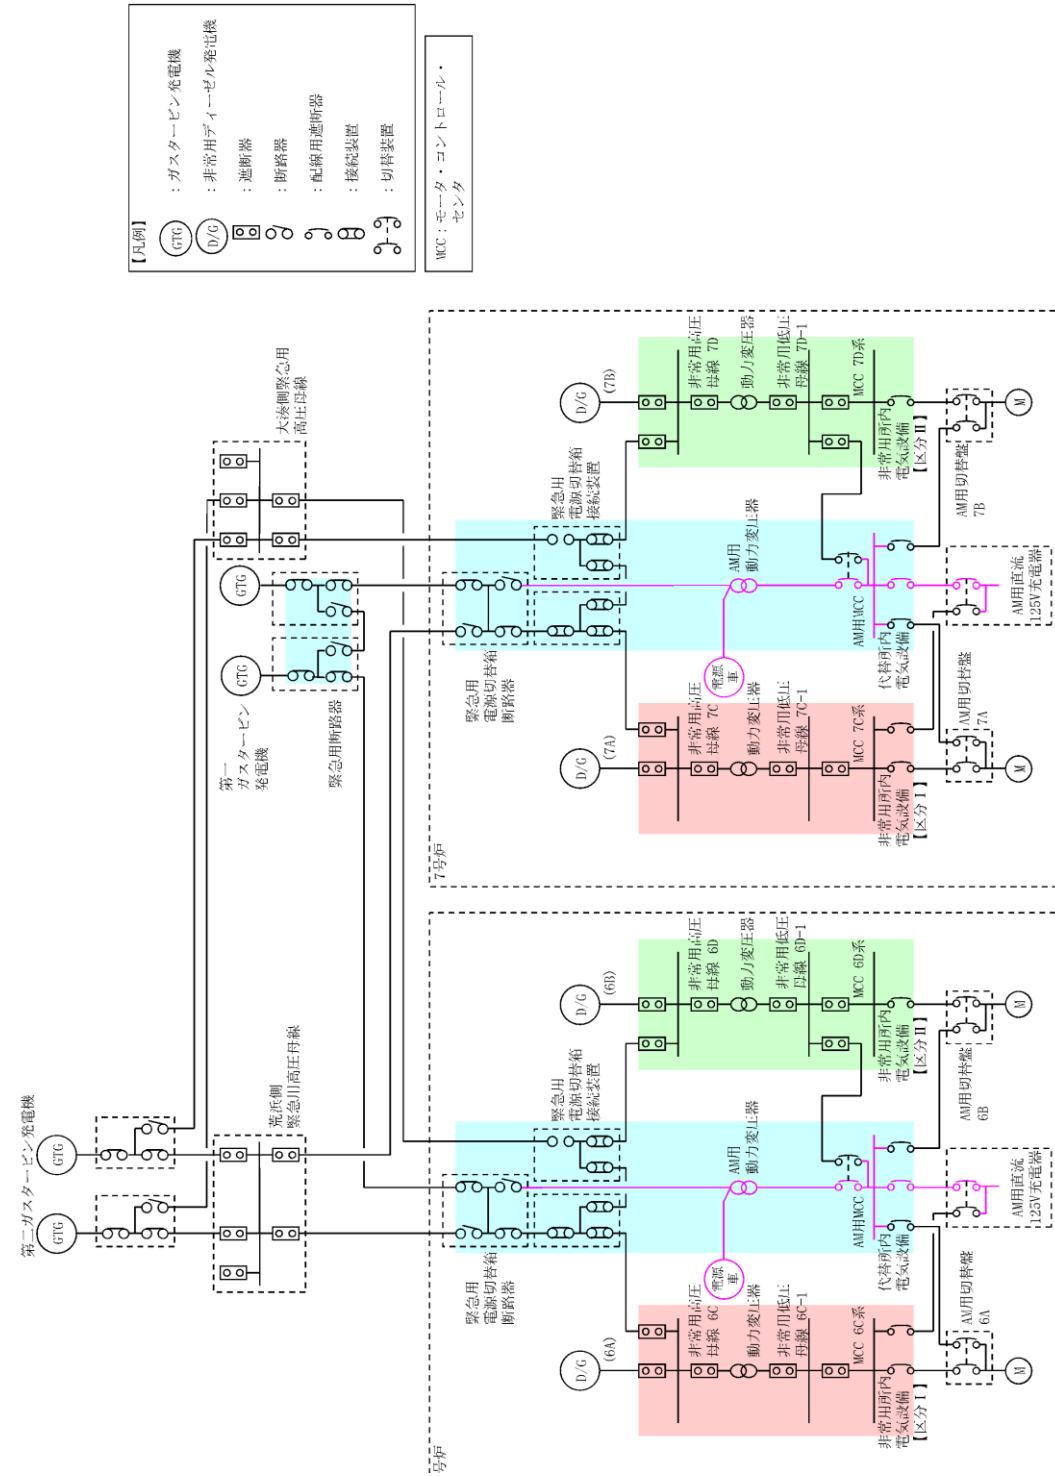 【凡例】
GTG
：ガスタービン発電機
D/G
：非常用ディーゼル発電機
：遮断器
：断路器
：配線用遮断器
：接続装置
：切替装置
MCC：モータ・コントロール・
センタ
第二ガスタービン発電機
GTG
GTG
荒浜側
緊急用高圧母線
大湊側緊急用
高圧母線
第一
ガスタービン
発電機
GTG
GTG
緊急用断路器
7号炉
緊急用
電源切替箱
断路器
緊急用
電源切替箱
接続装置
D/G
(7A)
D/G
(7B)
非常用高圧
母線 7C
動力変圧器
非常用低圧
母線 7C-1
MCC 7C系
非常用所内
電気設備
【区分Ⅰ】
電源
車
AM用
動力変圧器
AM用MCC
代替所内
電気設備
非常用高圧
母線 7D
動力変圧器
非常用低圧
母線 7D-1
MCC 7D系
非常用所内
電気設備
【区分Ⅱ】
AM用切替盤
7A
AM用直流
125V充電器
AM用切替盤
7B
M
M
号炉
緊急用
電源切替箱
断路器
緊急用
電源切替箱
接続装置
D/G
(6A)
D/G
(6B)
非常用高圧
母線 6C
動力変圧器
非常用低圧
母線 6C-1
MCC 6C系
非常用所内
電気設備
【区分Ⅰ】
電源
車
AM用
動力変圧器
AM用MCC
代替所内
電気設備
非常用高圧
母線 6D
動力変圧器
非常用低圧
母線 6D-1
MCC 6D系
非常用所内
電気設備
【区分Ⅱ】
AM用切替盤
6A
AM用直流
125V充電器
AM用切替盤
6B
M
M